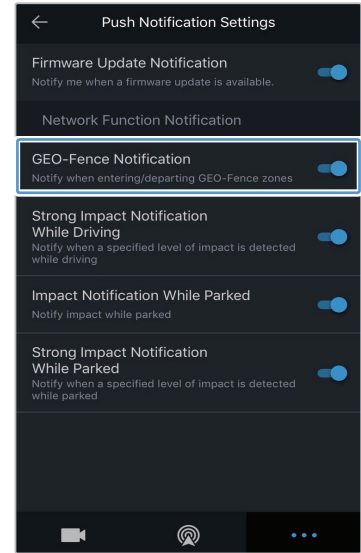 Push Notification Settings
Firmware Update Notification
Notify me when a firmware update is available.
Network Function Notification
GEO-Fence Notification
Notify when entering/departing GEO-Fence zones
Strong Impact Notification
While Driving
Notify when a specified level of impact is detected
while driving
Impact Notification While Parked
Notify impact while parked
Strong Impact Notification
While Parked
Notify when a specified level of impact is detected
while parked